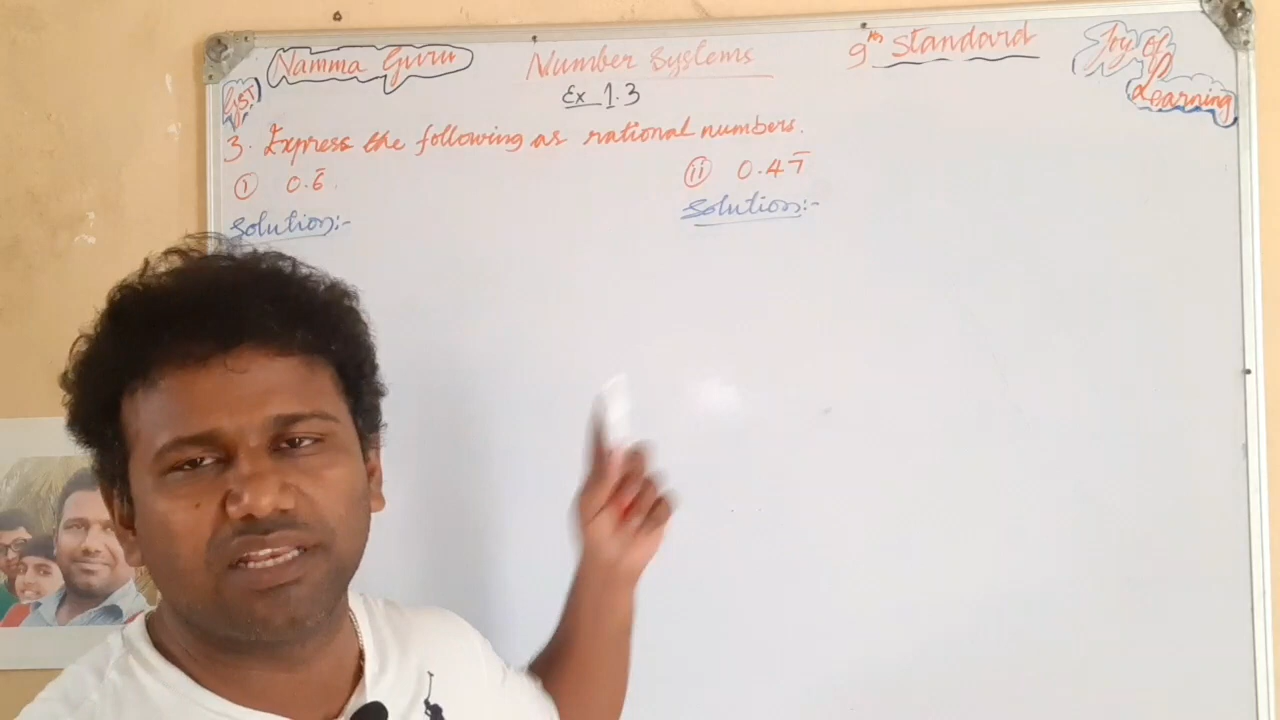 Namma Guru Number Systems 9th Standard Joy Of Learning
GJST Ex 1.3
3. Express the following as rational numbers.
(i) 0.6̅ (ii) 0.47̅
Solution:- Solution:-